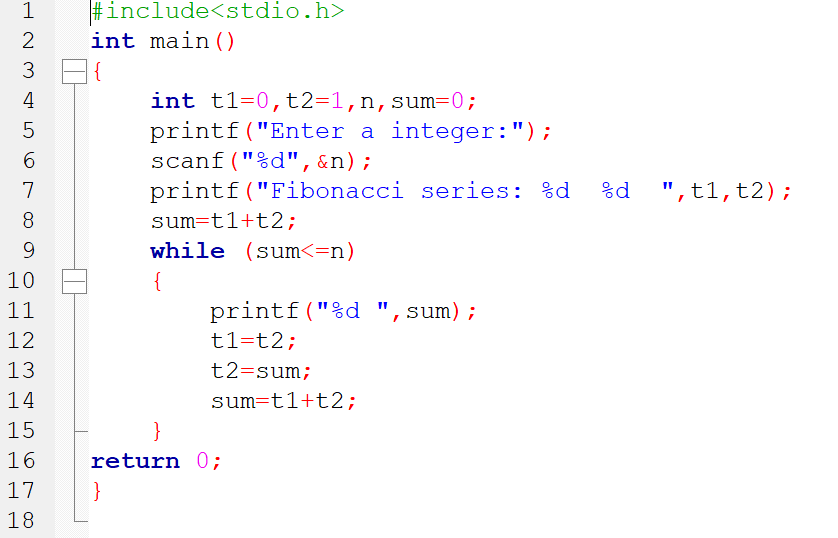 1 #include<stdio.h>
2 int main()
3 {
4     int t1=0,t2=1,n,sum=0;
5     printf("Enter a integer:");
6     scanf("%d",&n);
7     printf("Fibonacci series: %d  %d  ",t1,t2);
8     sum=t1+t2;
9     while (sum<=n)
10     {
11         printf("%d ",sum);
12         t1=t2;
13         t2=sum;
14         sum=t1+t2;
15     }
16 return 0;
17 }
18